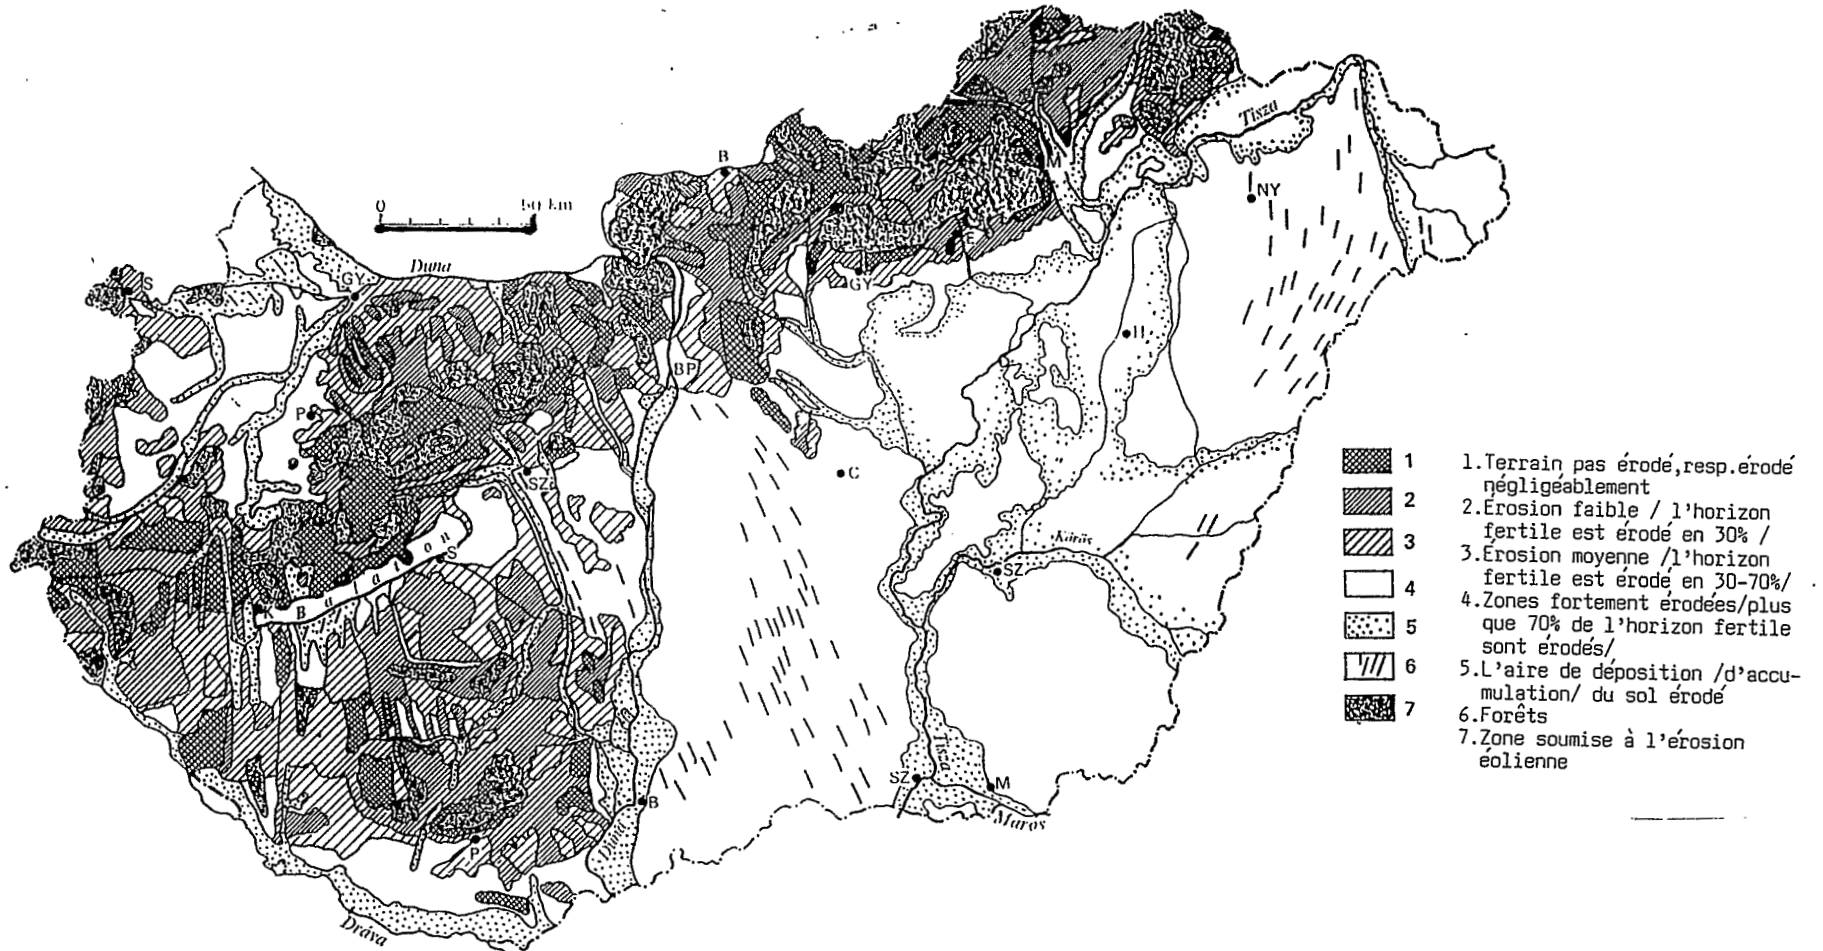 Tisza
B
M
NY
0 50 km
E
S
GY
Duna
GY
H
BP
P
C
SZ
Körös
S
SZ
K
Balaton
Tisza
SZ
M
B
Maros
Duna
P
Dráva
1
2
3
4
5
6
7
1.Terrain pas érodé,resp.érodé
négligéablement
2.Érosion faible / l'horizon
fertile est érodé en 30% /
3.Érosion moyenne /l'horizon
fertile est érodé en 30-70%/
4.Zones fortement érodées/plus
que 70% de l'horizon fertile
sont érodés/
5.L'aire de déposition /d'accu-
mulation/ du sol érodé
6.Forêts
7.Zone soumise à l'érosion
éolienne